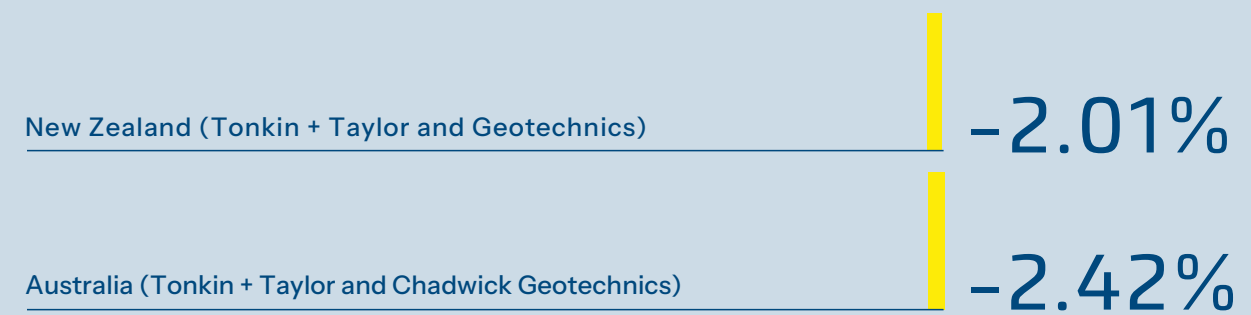 New Zealand (Tonkin + Taylor and Geotechnics)
-2.01%
Australia (Tonkin + Taylor and Chadwick Geotechnics)
-2.42%